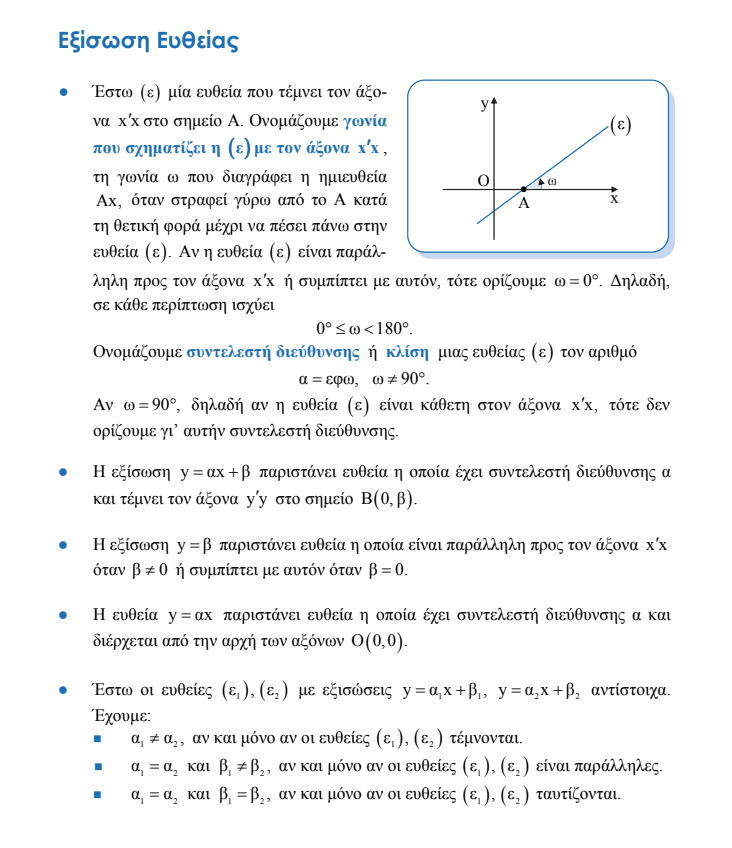 Εξίσωση Ευθείας
● Έστω (ε) μία ευθεία που τέμνει τον άξο-
να x′x στο σημείο Α. Ονομάζουμε γωνία
που σχηματίζει η (ε) με τον άξονα x′x ,
τη γωνία ω που διαγράφει η ημιευθεία
Αx, όταν στραφεί γύρω από το Α κατά
τη θετική φορά μέχρι να πέσει πάνω στην
ευθεία (ε). Αν η ευθεία (ε) είναι παράλ-
y
(ε)
O
ω
A
x
ληλη προς τον άξονα x′x ή συμπίπτει με αυτόν, τότε ορίζουμε ω = 0°. Δηλαδή,
σε κάθε περίπτωση ισχύει
0° ≤ ω < 180°.
Ονομάζουμε συντελεστή διεύθυνσης ή κλίση μιας ευθείας (ε) τον αριθμό
α = εφω, ω ≠ 90°.
Αν ω = 90°, δηλαδή αν η ευθεία (ε) είναι κάθετη στον άξονα x′x, τότε δεν
ορίζουμε γι’ αυτήν συντελεστή διεύθυνσης.
● Η εξίσωση y = αx + β παριστάνει ευθεία η οποία έχει συντελεστή διεύθυνσης α
και τέμνει τον άξονα y′y στο σημείο Β(0, β).
● Η εξίσωση y = β παριστάνει ευθεία η οποία είναι παράλληλη προς τον άξονα x′x
όταν β ≠ 0 ή συμπίπτει με αυτόν όταν β = 0.
● Η ευθεία y = αx παριστάνει ευθεία η οποία έχει συντελεστή διεύθυνσης α και
διέρχεται από την αρχή των αξόνων Ο(0,0).
● Έστω οι ευθείες (ε₁), (ε₂) με εξισώσεις y = α₁x + β₁, y = α₂x + β₂ αντίστοιχα.
Έχουμε:
■ α₁ ≠ α₂, αν και μόνο αν οι ευθείες (ε₁), (ε₂) τέμνονται.
■ α₁ = α₂ και β₁ ≠ β₂, αν και μόνο αν οι ευθείες (ε₁), (ε₂) είναι παράλληλες.
■ α₁ = α₂ και β₁ = β₂, αν και μόνο αν οι ευθείες (ε₁), (ε₂) ταυτίζονται.